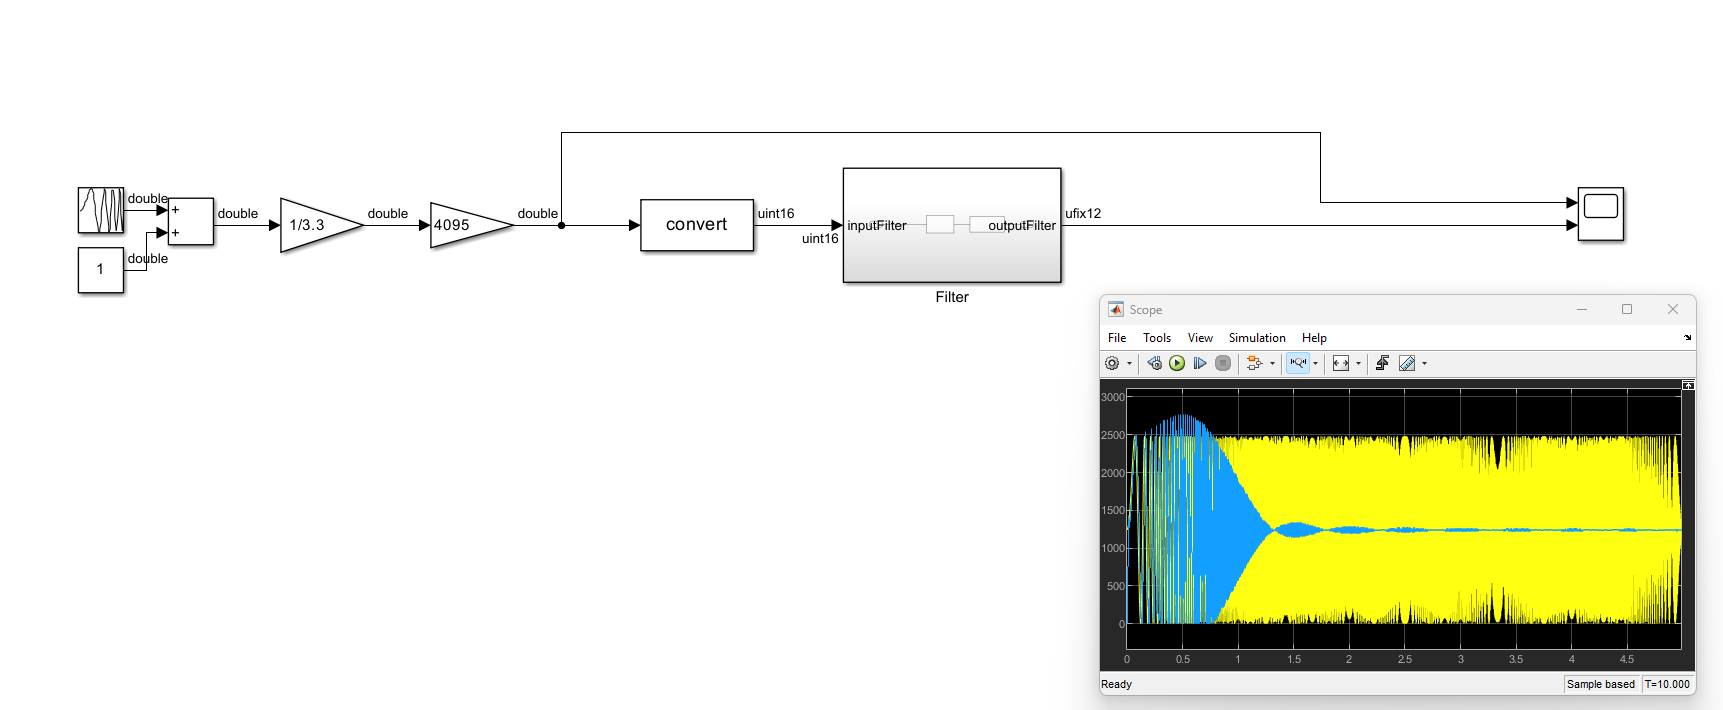 double
+
+
double
1
double
1/3.3
double
4095
double
convert
uint16
uint16
inputFilter
outputFilter
ufix12
Filter
Scope
File Tools View Simulation Help
3000
2500
2000
1500
1000
500
0
0 0.5 1 1.5 2 2.5 3 3.5 4 4.5
Ready
Sample based T=10.000